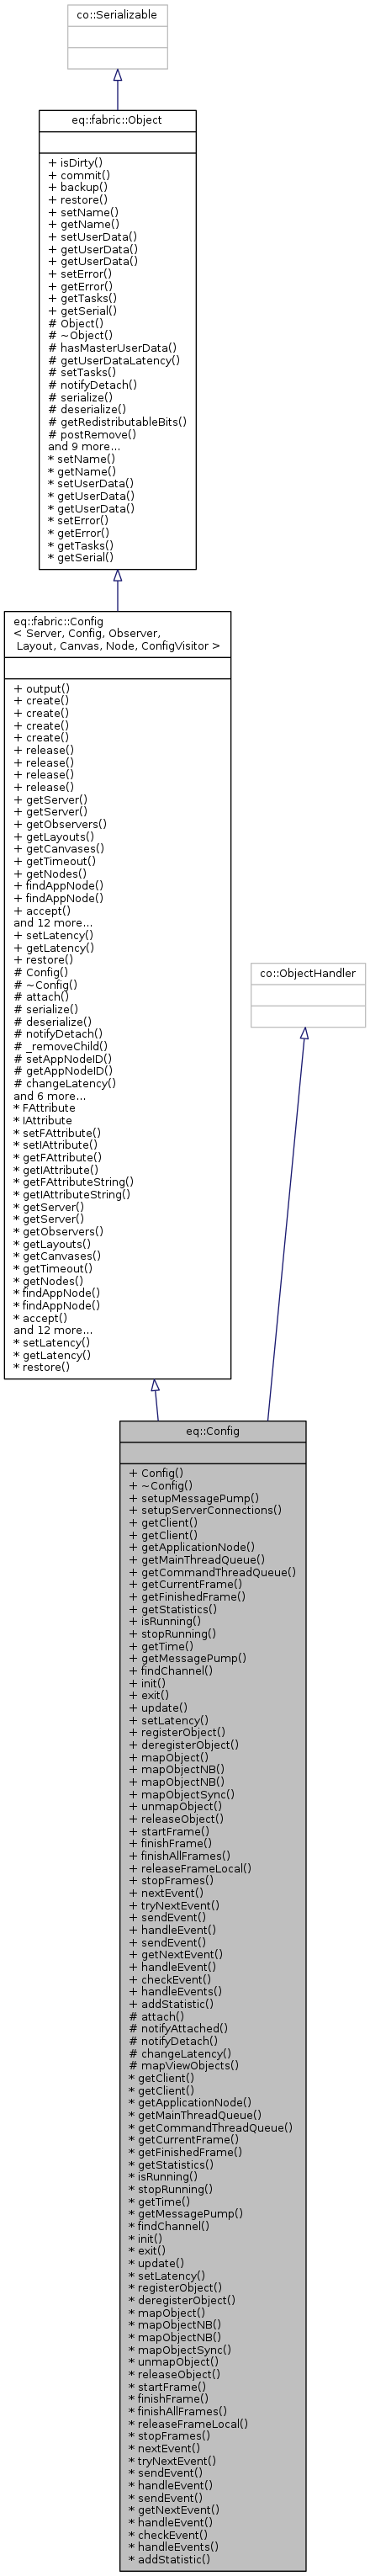 co::Serializable
eq::fabric::Object
+ isDirty()
+ commit()
+ backup()
+ restore()
+ setName()
+ getName()
+ setUserData()
+ getUserData()
+ getUserData()
+ setError()
+ getError()
+ getTasks()
+ getSerial()
# Object()
# ~Object()
# hasMasterUserData()
# getUserDataLatency()
# setTasks()
# notifyDetach()
# serialize()
# deserialize()
# getRedistributableBits()
# postRemove()
and 9 more...
* setName()
* getName()
* setUserData()
* getUserData()
* getUserData()
* setError()
* getError()
* getTasks()
* getSerial()
eq::fabric::Config
< Server, Config, Observer,
Layout, Canvas, Node, ConfigVisitor >
+ output()
+ create()
+ create()
+ create()
+ create()
+ release()
+ release()
+ release()
+ release()
+ getServer()
+ getServer()
+ getObservers()
+ getLayouts()
+ getCanvases()
+ getTimeout()
+ getNodes()
+ findAppNode()
+ findAppNode()
+ accept()
and 12 more...
+ setLatency()
+ getLatency()
+ restore()
# Config()
# ~Config()
# attach()
# serialize()
# deserialize()
# notifyDetach()
# _removeChild()
# setAppNodeID()
# getAppNodeID()
# changeLatency()
and 6 more...
* FAttribute
* IAttribute
* setFAttribute()
* setIAttribute()
* getFAttribute()
* getIAttribute()
* getFAttributeString()
* getIAttributeString()
* getServer()
* getServer()
* getObservers()
* getLayouts()
* getCanvases()
* getTimeout()
* getNodes()
* findAppNode()
* findAppNode()
* accept()
and 12 more...
* setLatency()
* getLatency()
* restore()
co::ObjectHandler
eq::Config
+ Config()
+ ~Config()
+ setupMessagePump()
+ setupServerConnections()
+ getClient()
+ getClient()
+ getApplicationNode()
+ getMainThreadQueue()
+ getCommandThreadQueue()
+ getCurrentFrame()
+ getFinishedFrame()
+ getStatistics()
+ isRunning()
+ stopRunning()
+ getTime()
+ getMessagePump()
+ findChannel()
+ init()
+ exit()
+ update()
+ setLatency()
+ registerObject()
+ deregisterObject()
+ mapObject()
+ mapObjectNB()
+ mapObjectNB()
+ mapObjectSync()
+ unmapObject()
+ releaseObject()
+ startFrame()
+ finishFrame()
+ finishAllFrames()
+ releaseFrameLocal()
+ stopFrames()
+ nextEvent()
+ tryNextEvent()
+ sendEvent()
+ handleEvent()
+ sendEvent()
+ getNextEvent()
+ handleEvent()
+ checkEvent()
+ handleEvents()
+ addStatistic()
# attach()
# notifyAttached()
# notifyDetach()
# changeLatency()
# mapViewObjects()
* getClient()
* getClient()
* getApplicationNode()
* getMainThreadQueue()
* getCommandThreadQueue()
* getCurrentFrame()
* getFinishedFrame()
* getStatistics()
* isRunning()
* stopRunning()
* getTime()
* getMessagePump()
* findChannel()
* init()
* exit()
* update()
* setLatency()
* registerObject()
* deregisterObject()
* mapObject()
* mapObjectNB()
* mapObjectNB()
* mapObjectSync()
* unmapObject()
* releaseObject()
* startFrame()
* finishFrame()
* finishAllFrames()
* releaseFrameLocal()
* stopFrames()
* nextEvent()
* tryNextEvent()
* sendEvent()
* handleEvent()
* sendEvent()
* getNextEvent()
* handleEvent()
* checkEvent()
* handleEvents()
* addStatistic()